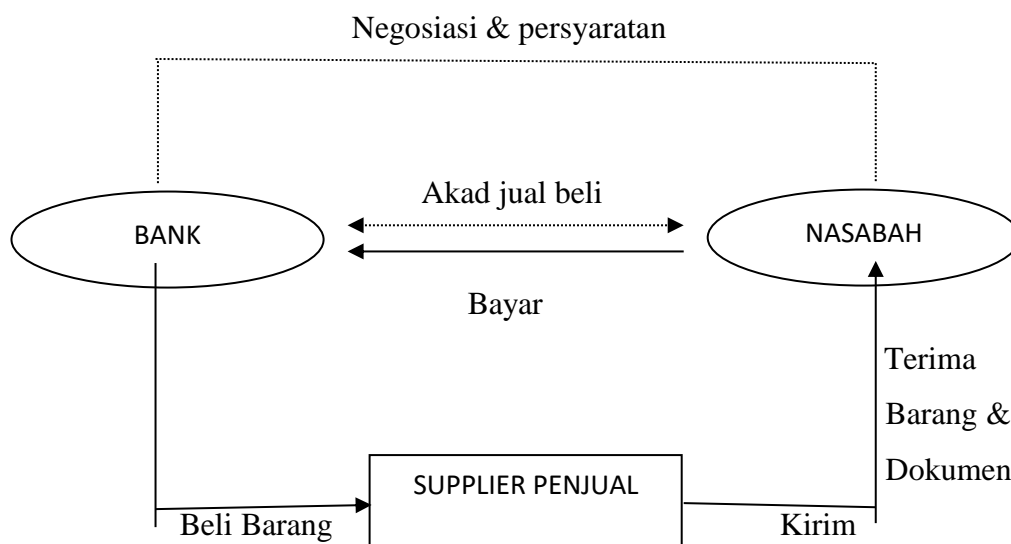 Negosiasi & persyaratan
Akad jual beli
BANK
NASABAH
Bayar
Terima
Barang &
Dokumen
SUPPLIER PENJUAL
Beli Barang
Kirim